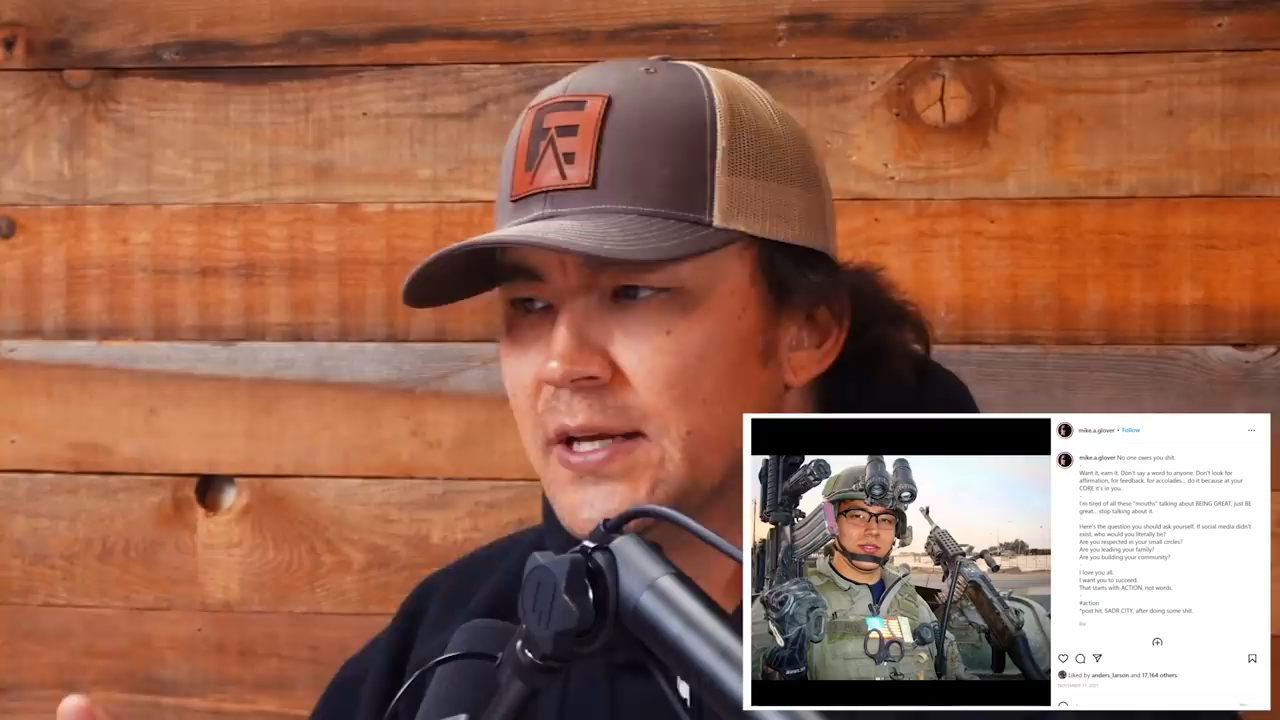 mike.a.glover • Follow
mike.a.glover No one owes you shit.
Want it, earn it. Don't say a word to anyone. Don't look for
affirmation, for feedback, for accolades... do it because at your
CORE it's in you.
I'm tired of all these "mouths" talking about BEING GREAT, just BE
great... stop talking about it.
Here's the question you should ask yourself. If social media didn't
exist, who would you literally be?
Are you respected in your small circles?
Are you leading your family?
Are you building your community?
I love you all.
I want you to succeed.
That starts with ACTION, not words.
#action
*post hit, SADR CITY, after doing some shit.
Liked by anders_larson and 17,164 others